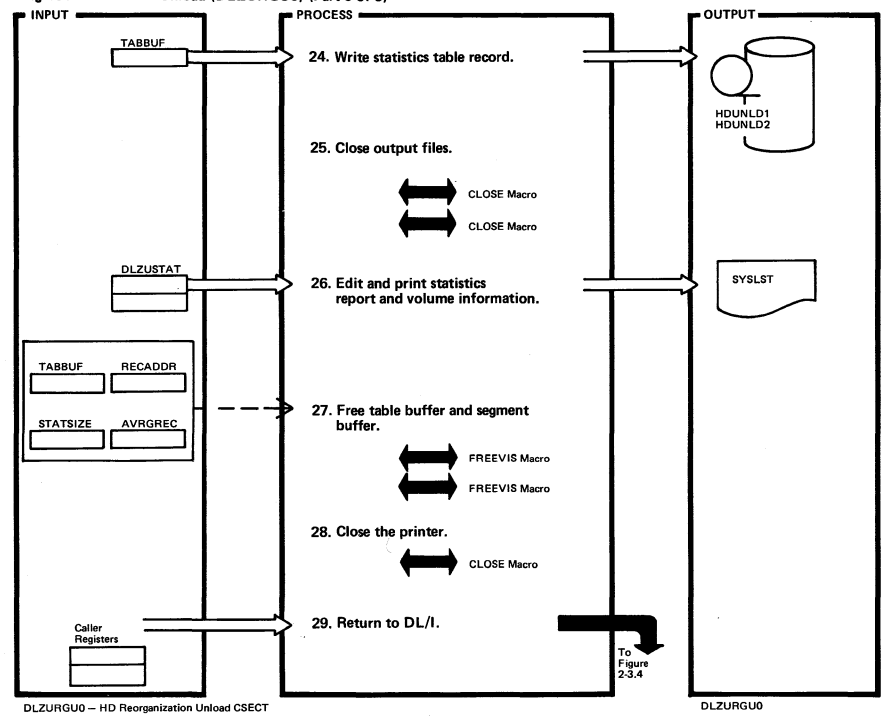 INPUT
PROCESS
OUTPUT
TABBUF
24. Write statistics table record.
HDUNLD1
HDUNLD2
25. Close output files.
CLOSE Macro
CLOSE Macro
DLZUSTAT
26. Edit and print statistics
report and volume information.
SYSLST
TABBUF RECADDR
STATSIZE AVRGREC
27. Free table buffer and segment
buffer.
FREEVIS Macro
FREEVIS Macro
28. Close the printer.
CLOSE Macro
Caller
Registers
29. Return to DL/I.
To
Figure
2-3.4
DLZURGU0 — HD Reorganization Unload CSECT
DLZURGU0